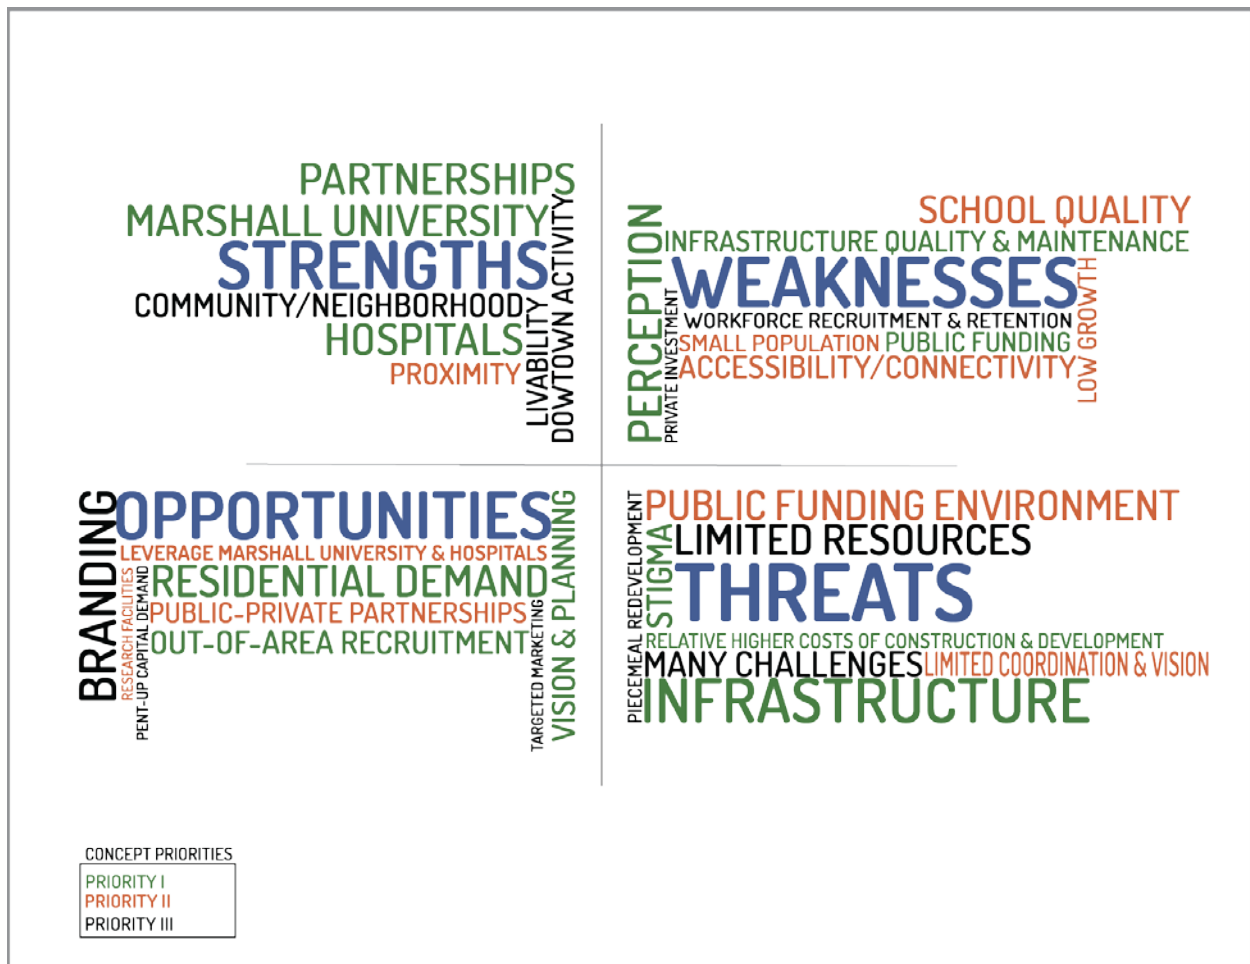 PARTNERSHIPS
MARSHALL UNIVERSITY
STRENGTHS
COMMUNITY/NEIGHBORHOOD
HOSPITALS
PROXIMITY
LIVABILITY
DOWTOWN ACTIVITY
PERCEPTION
PRIVATE INVESTMENT
SCHOOL QUALITY
INFRASTRUCTURE QUALITY & MAINTENANCE
WEAKNESSES
WORKFORCE RECRUITMENT & RETENTION
SMALL POPULATION
PUBLIC FUNDING
ACCESSIBILITY/CONNECTIVITY
LOW GROWTH
BRANDING
OPPORTUNITIES
LEVERAGE MARSHALL UNIVERSITY & HOSPITALS
RESEARCH FACILITIES
PENT-UP CAPITAL DEMAND
RESIDENTIAL DEMAND
PUBLIC-PRIVATE PARTNERSHIPS
OUT-OF-AREA RECRUITMENT
TARGETED MARKETING
VISION & PLANNING
PIECEMEAL REDEVELOPMENT
PUBLIC FUNDING ENVIRONMENT
STIGMA
LIMITED RESOURCES
THREATS
RELATIVE HIGHER COSTS OF CONSTRUCTION & DEVELOPMENT
MANY CHALLENGES
LIMITED COORDINATION & VISION
INFRASTRUCTURE
CONCEPT PRIORITIES
PRIORITY I
PRIORITY II
PRIORITY III